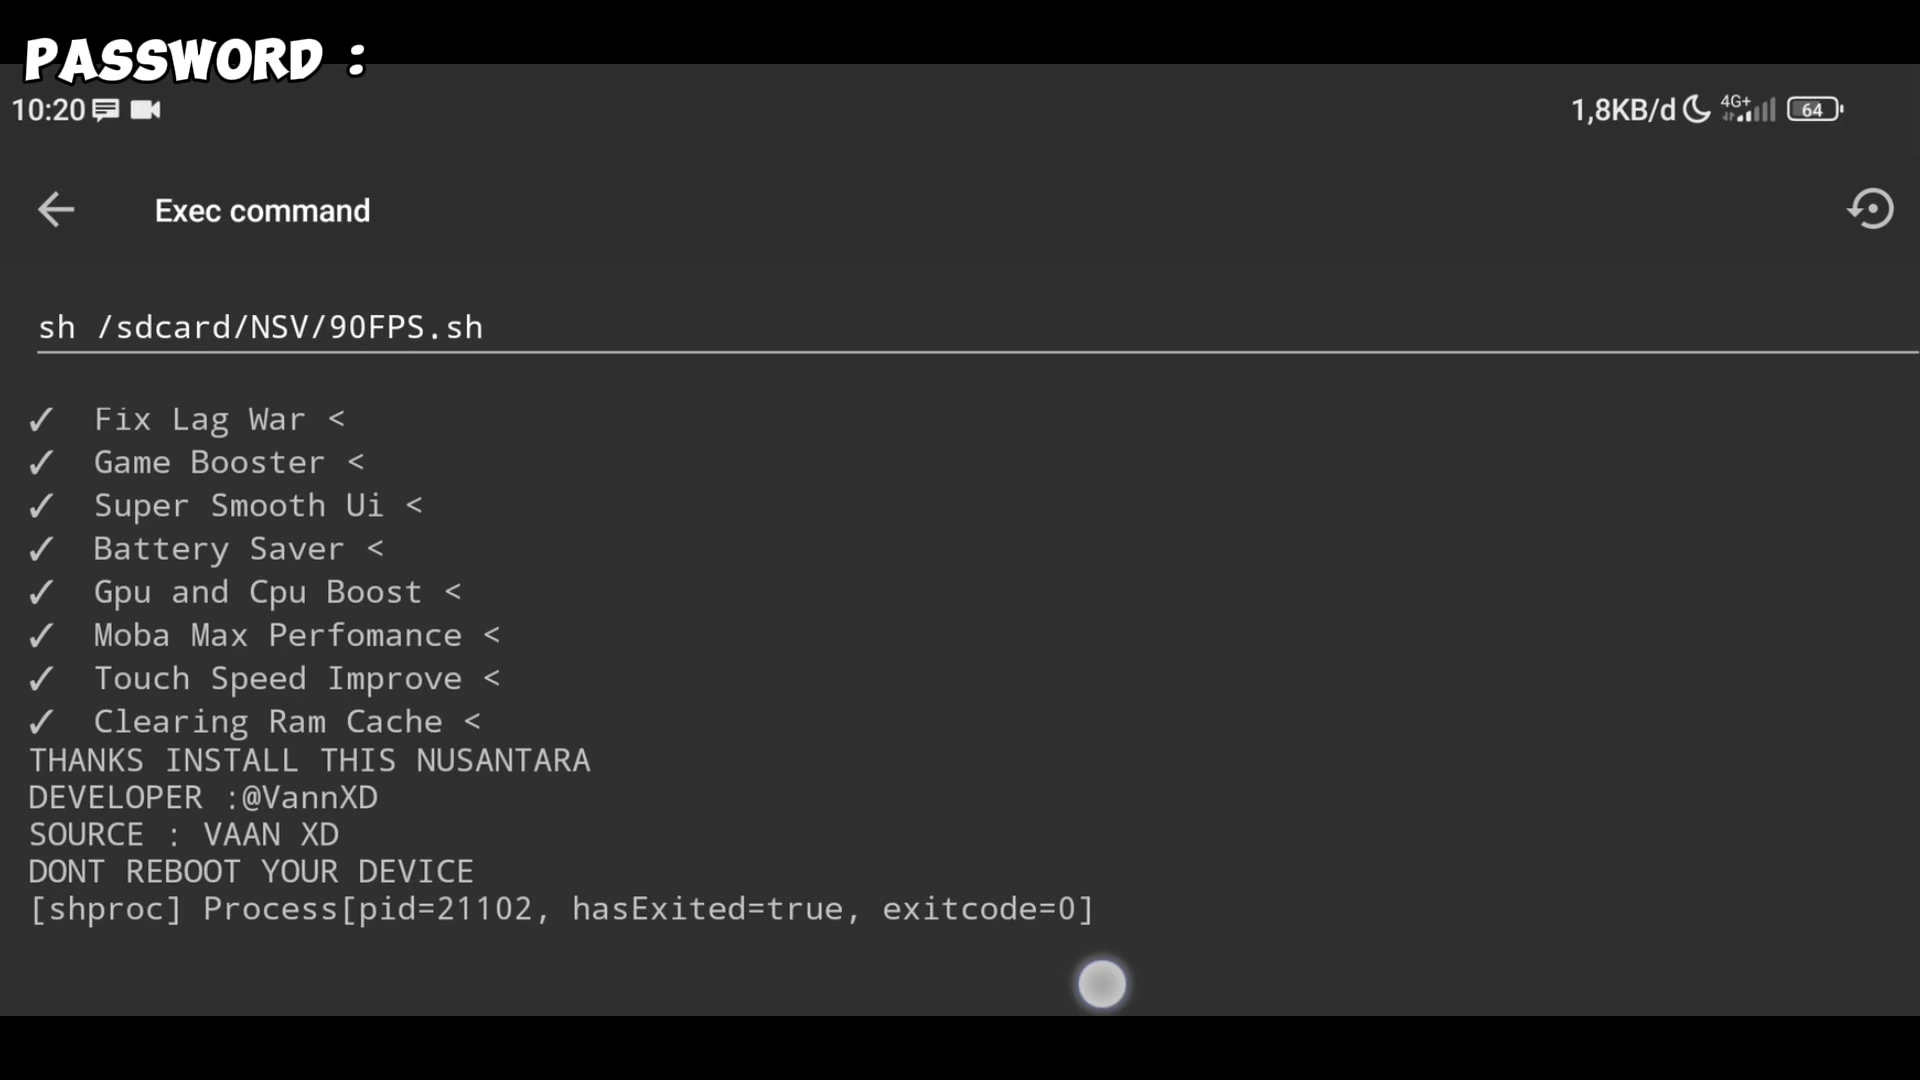 PASSWORD :
10:20 1,8KB/d 4G+ 64
Exec command
sh /sdcard/NSV/90FPS.sh
✓ Fix Lag War <
✓ Game Booster <
✓ Super Smooth Ui <
✓ Battery Saver <
✓ Gpu and Cpu Boost <
✓ Moba Max Perfomance <
✓ Touch Speed Improve <
✓ Clearing Ram Cache <
THANKS INSTALL THIS NUSANTARA
DEVELOPER :@VannXD
SOURCE : VAAN XD
DONT REBOOT YOUR DEVICE
[shproc] Process[pid=21102, hasExited=true, exitcode=0]